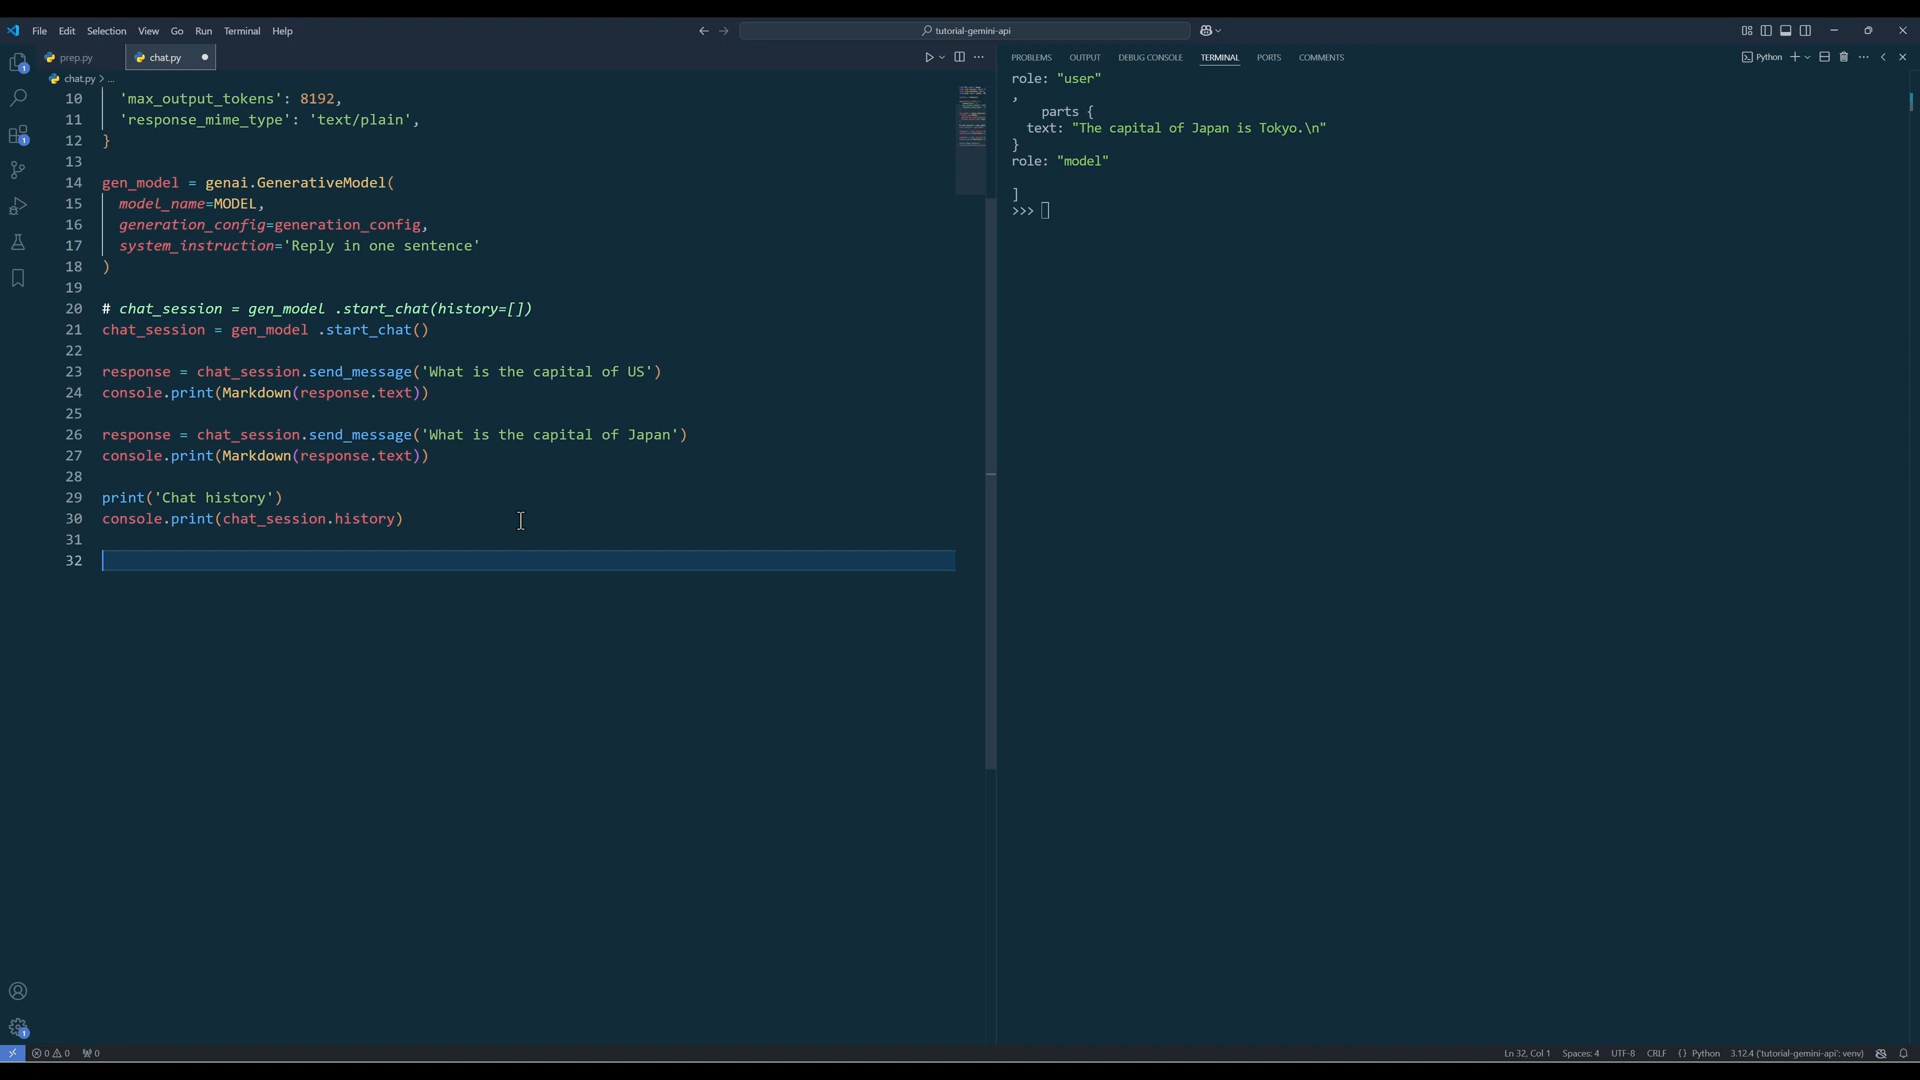 File Edit Selection View Go Run Terminal Help
tutorial-gemini-api
prep.py
chat.py
chat.py > ...
10 'max_output_tokens': 8192,
11 'response_mime_type': 'text/plain',
12 }
13
14 gen_model = genai.GenerativeModel(
15 model_name=MODEL,
16 generation_config=generation_config,
17 system_instruction='Reply in one sentence'
18 )
19
20 # chat_session = gen_model .start_chat(history=[])
21 chat_session = gen_model .start_chat()
22
23 response = chat_session.send_message('What is the capital of US')
24 console.print(Markdown(response.text))
25
26 response = chat_session.send_message('What is the capital of Japan')
27 console.print(Markdown(response.text))
28
29 print('Chat history')
30 console.print(chat_session.history)
31
32
PROBLEMS OUTPUT DEBUG CONSOLE TERMINAL PORTS COMMENTS
Python
role: "user"
,
parts {
text: "The capital of Japan is Tokyo.\n"
}
role: "model"
]
>>>
1
1
1
0 0 0
Ln 32, Col 1 Spaces: 4 UTF-8 CRLF {} Python 3.12.4 ('tutorial-gemini-api': venv)